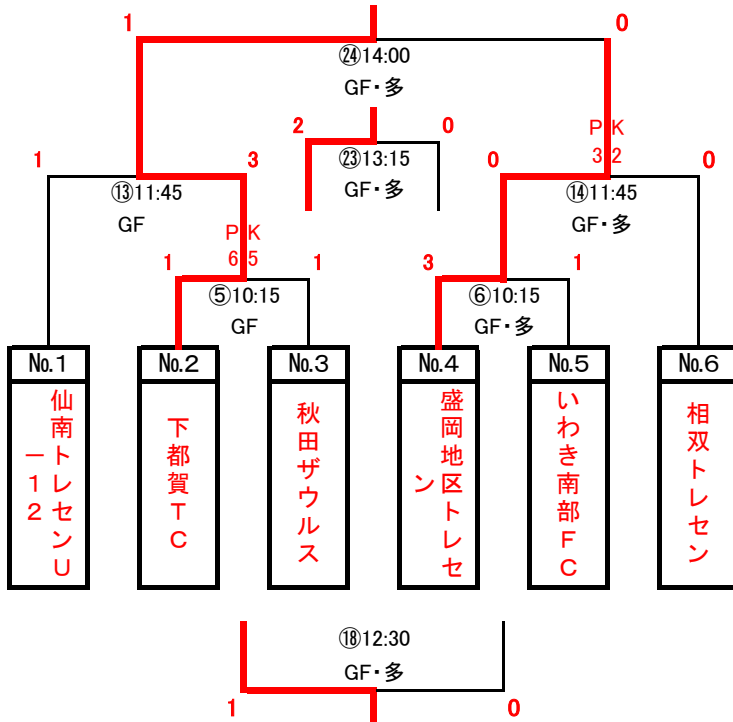 1 0
㉔14:00
GF・多
2 0
PK
3 2
1 3
㉓13:15
0 0
⑬11:45
GF・多
⑭11:45
GF
GF・多
PK
6 5
1 1
3 1
⑤10:15
⑥10:15
GF
GF・多
No.1 No.2 No.3 No.4 No.5 No.6
仙南トレセンU
−12
下都賀TC
秋田ザウルス
盛岡地区トレセ
ン
いわき南部FC
相双トレセン
⑱12:30
GF・多
1 0